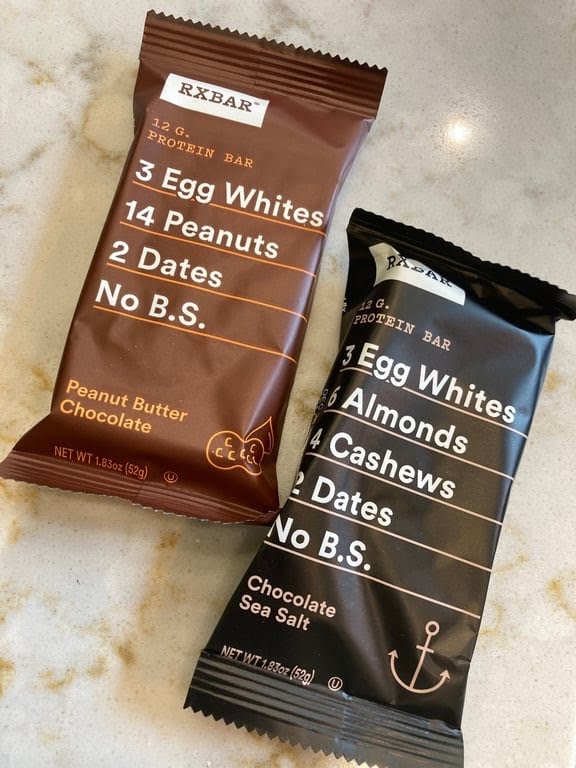 RXBAR
12 G.
PROTEIN BAR
3 Egg Whites
14 Peanuts
2 Dates
No B.S.
Peanut Butter
Chocolate
NET WT 1.83oz (52g)
U
RXBAR
12 G.
PROTEIN BAR
3 Egg Whites
6 Almonds
4 Cashews
2 Dates
No B.S.
Chocolate
Sea Salt
NET WT 1.83oz (52g)
U